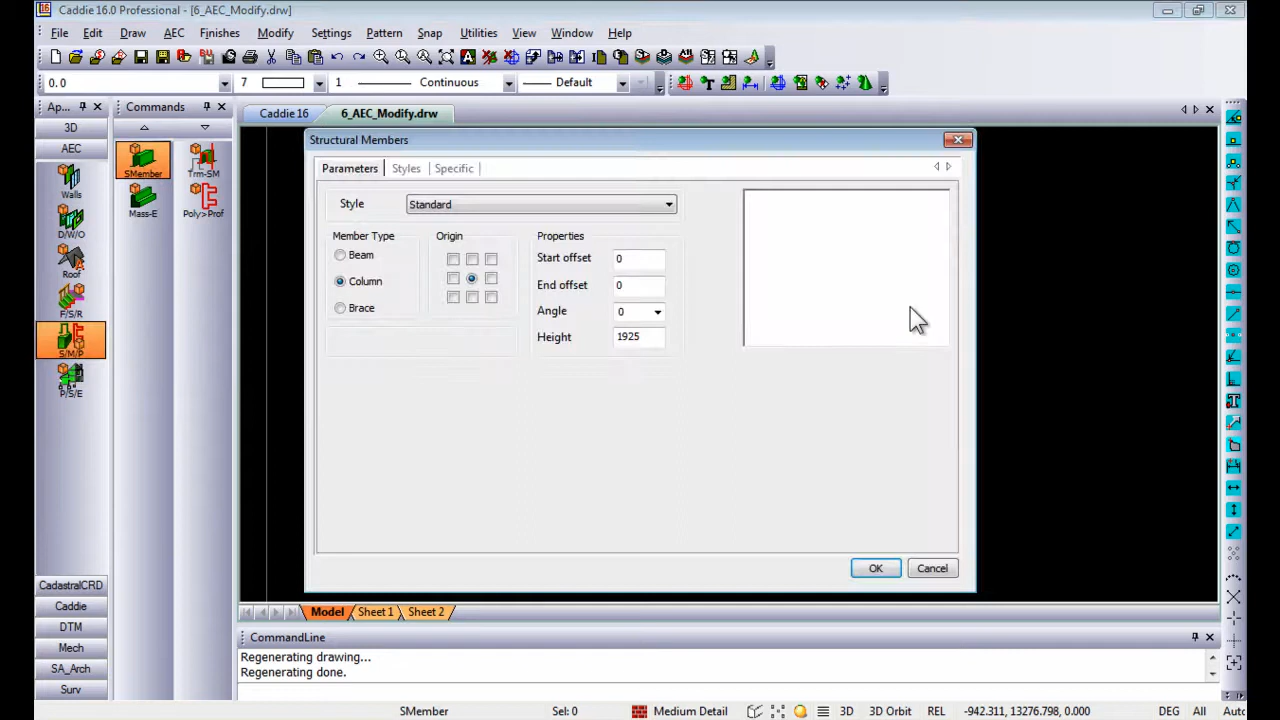 Caddie 16.0 Professional - [6_AEC_Modify.drw]
File Edit Draw AEC Finishes Modify Settings Pattern Snap Utilities View Window Help
0.0 7 1 Continuous Default
Ap... Commands Caddie 16 6_AEC_Modify.drw
3D
AEC
Walls
D/W/O
Roof
F/S/R
S/M/P
P/S/E
CadastralCRD
Caddie
DTM
Mech
SA_Arch
Surv
SMember Trm-SM
Mass-E Poly>Prof
Structural Members
Parameters Styles Specific
Style Standard
Member Type Origin Properties
Beam
Column
Brace
Start offset 0
End offset 0
Angle 0
Height 1925
OK Cancel
Model Sheet 1 Sheet 2
CommandLine
Regenerating drawing...
Regenerating done.
SMember Sel: 0 Medium Detail 3D 3D Orbit REL -942.311, 13276.798, 0.000 DEG All Auto